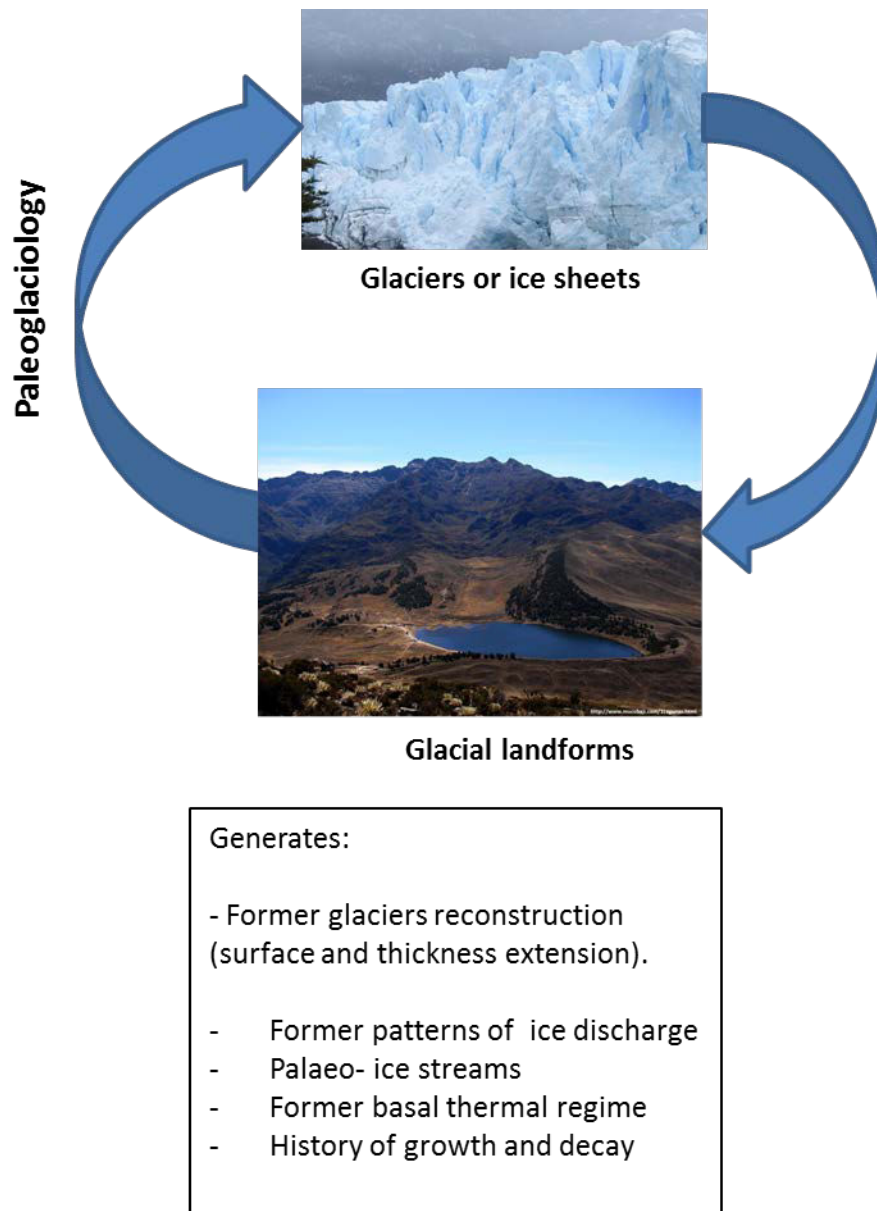 Paleoglaciology
Glaciers or ice sheets
Glacial landforms
Generates:
- Former glaciers reconstruction
(surface and thickness extension).
- Former patterns of ice discharge
- Palaeo- ice streams
- Former basal thermal regime
- History of growth and decay